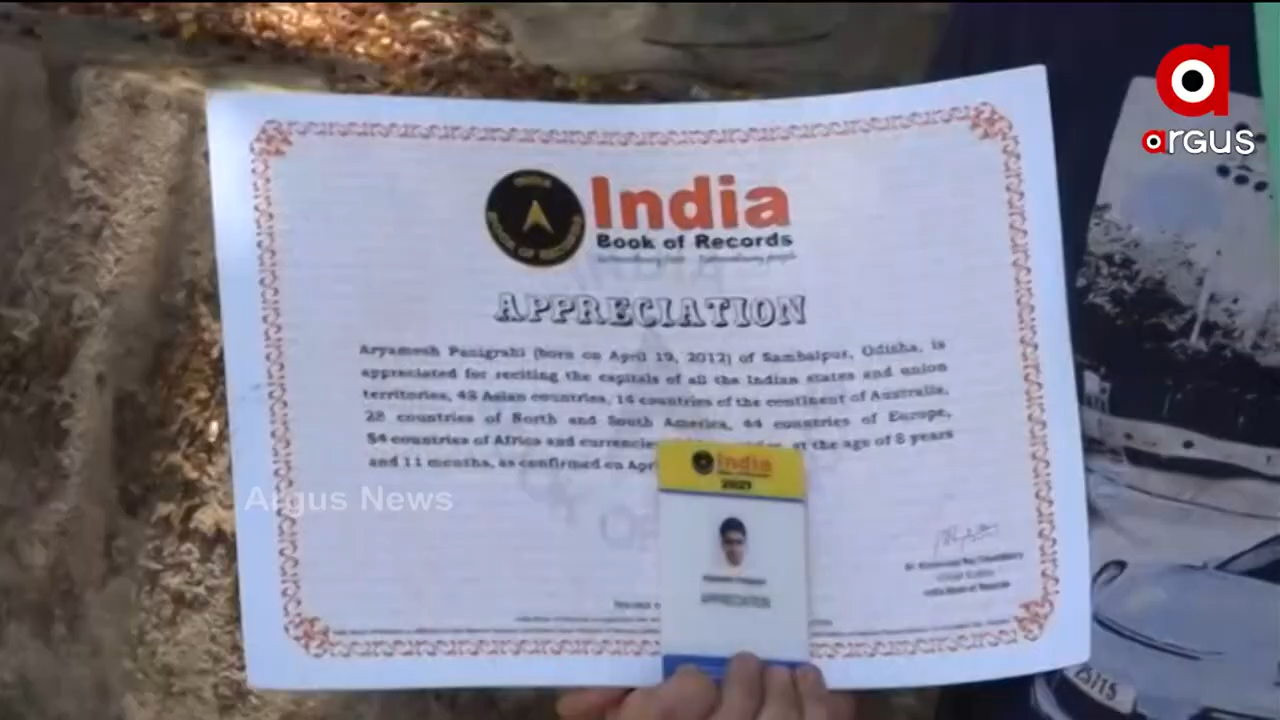 argus
India
Book of Records
APPRECIATION
Aryamesh Panigrahi (born on April 19, 2012) of Sambalpur, Odisha, is
appreciated for reciting the capitals of all the Indian states and union
territories, 48 Asian countries, 14 countries of the continent of Australia,
22 countries of North and South America, 44 countries of Europe,
54 countries of Africa and currencies at the age of 8 years
and 11 months, as confirmed on Apr
Argus News
India
2021
APPRECIATION
India Book of Records
25/15